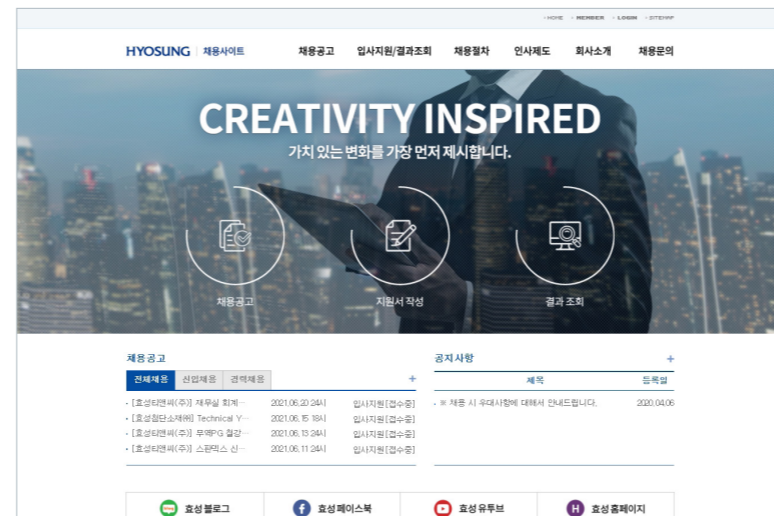 HOME MEMBER LOGIN SITEMAP
HYOSUNG 채용사이트 채용공고 입사지원/결과조회 채용절차 인사제도 회사소개 채용문의
CREATIVITY INSPIRED
가치 있는 변화를 가장 먼저 제시합니다.
채용공고 지원서 작성 결과 조회
채용공고 +
전체채용 신입채용 경력채용
• [효성티앤씨(주)] 재무실 회계… 2021.06.20 24시 입사지원[접수중]
• [효성첨단소재㈜] Technical Y… 2021.06.15 18시 입사지원[접수중]
• [효성티앤씨(주)] 무역PG 철강… 2021.06.13 24시 입사지원[접수중]
• [효성티앤씨(주)] 스판덱스 신… 2021.06.11 24시 입사지원[접수중]
공지사항 +
제목 등록일
• ※ 채용 시 우대사항에 대해서 안내드립니다. 2020.04.06
효성블로그 효성페이스북 효성유투브 H 효성홈페이지